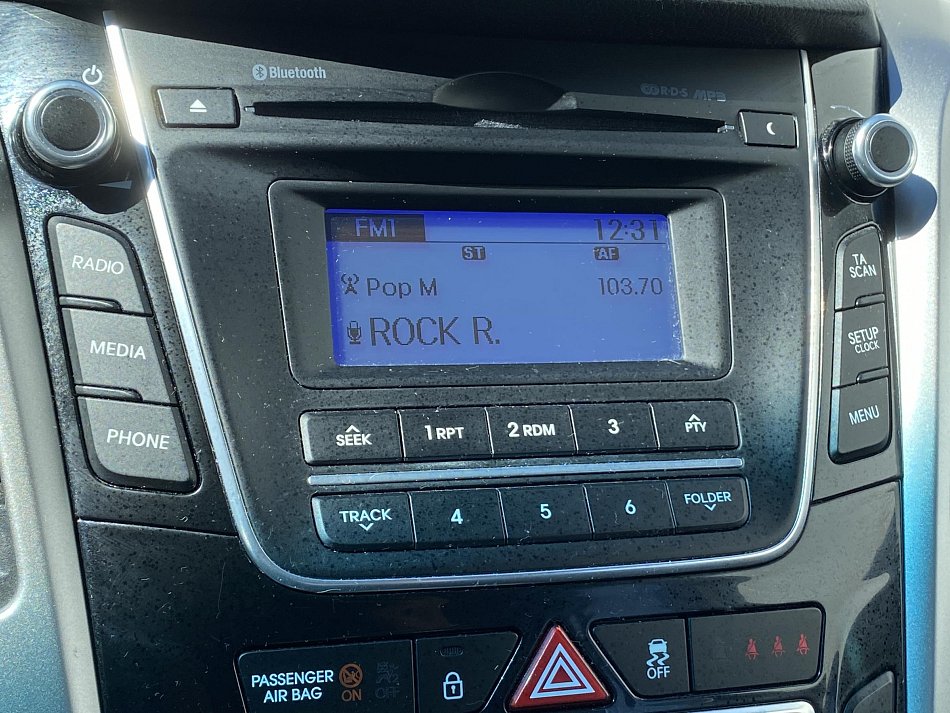 Bluetooth
R·D·S MP3
FM1 12:31
ST AF
Pop M 103.70
ROCK R.
RADIO
MEDIA
PHONE
TA
SCAN
SETUP
CLOCK
MENU
SEEK 1 RPT 2 RDM 3 PTY
TRACK 4 5 6 FOLDER
PASSENGER
AIR BAG
ON OFF
OFF